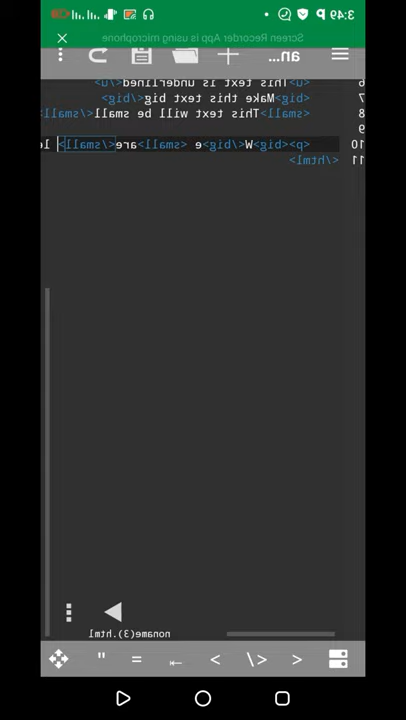 3:49
Screen Recorder App is using microphone
an...
6 <u>This text is underlined</u>
7 <big>Make this text big</big>
8 <small>This text will be small</small>
9
10 <p><big>W</big>e <small>are</small> le
11 </html>
noname(3).html
> </ < ⎵ = "